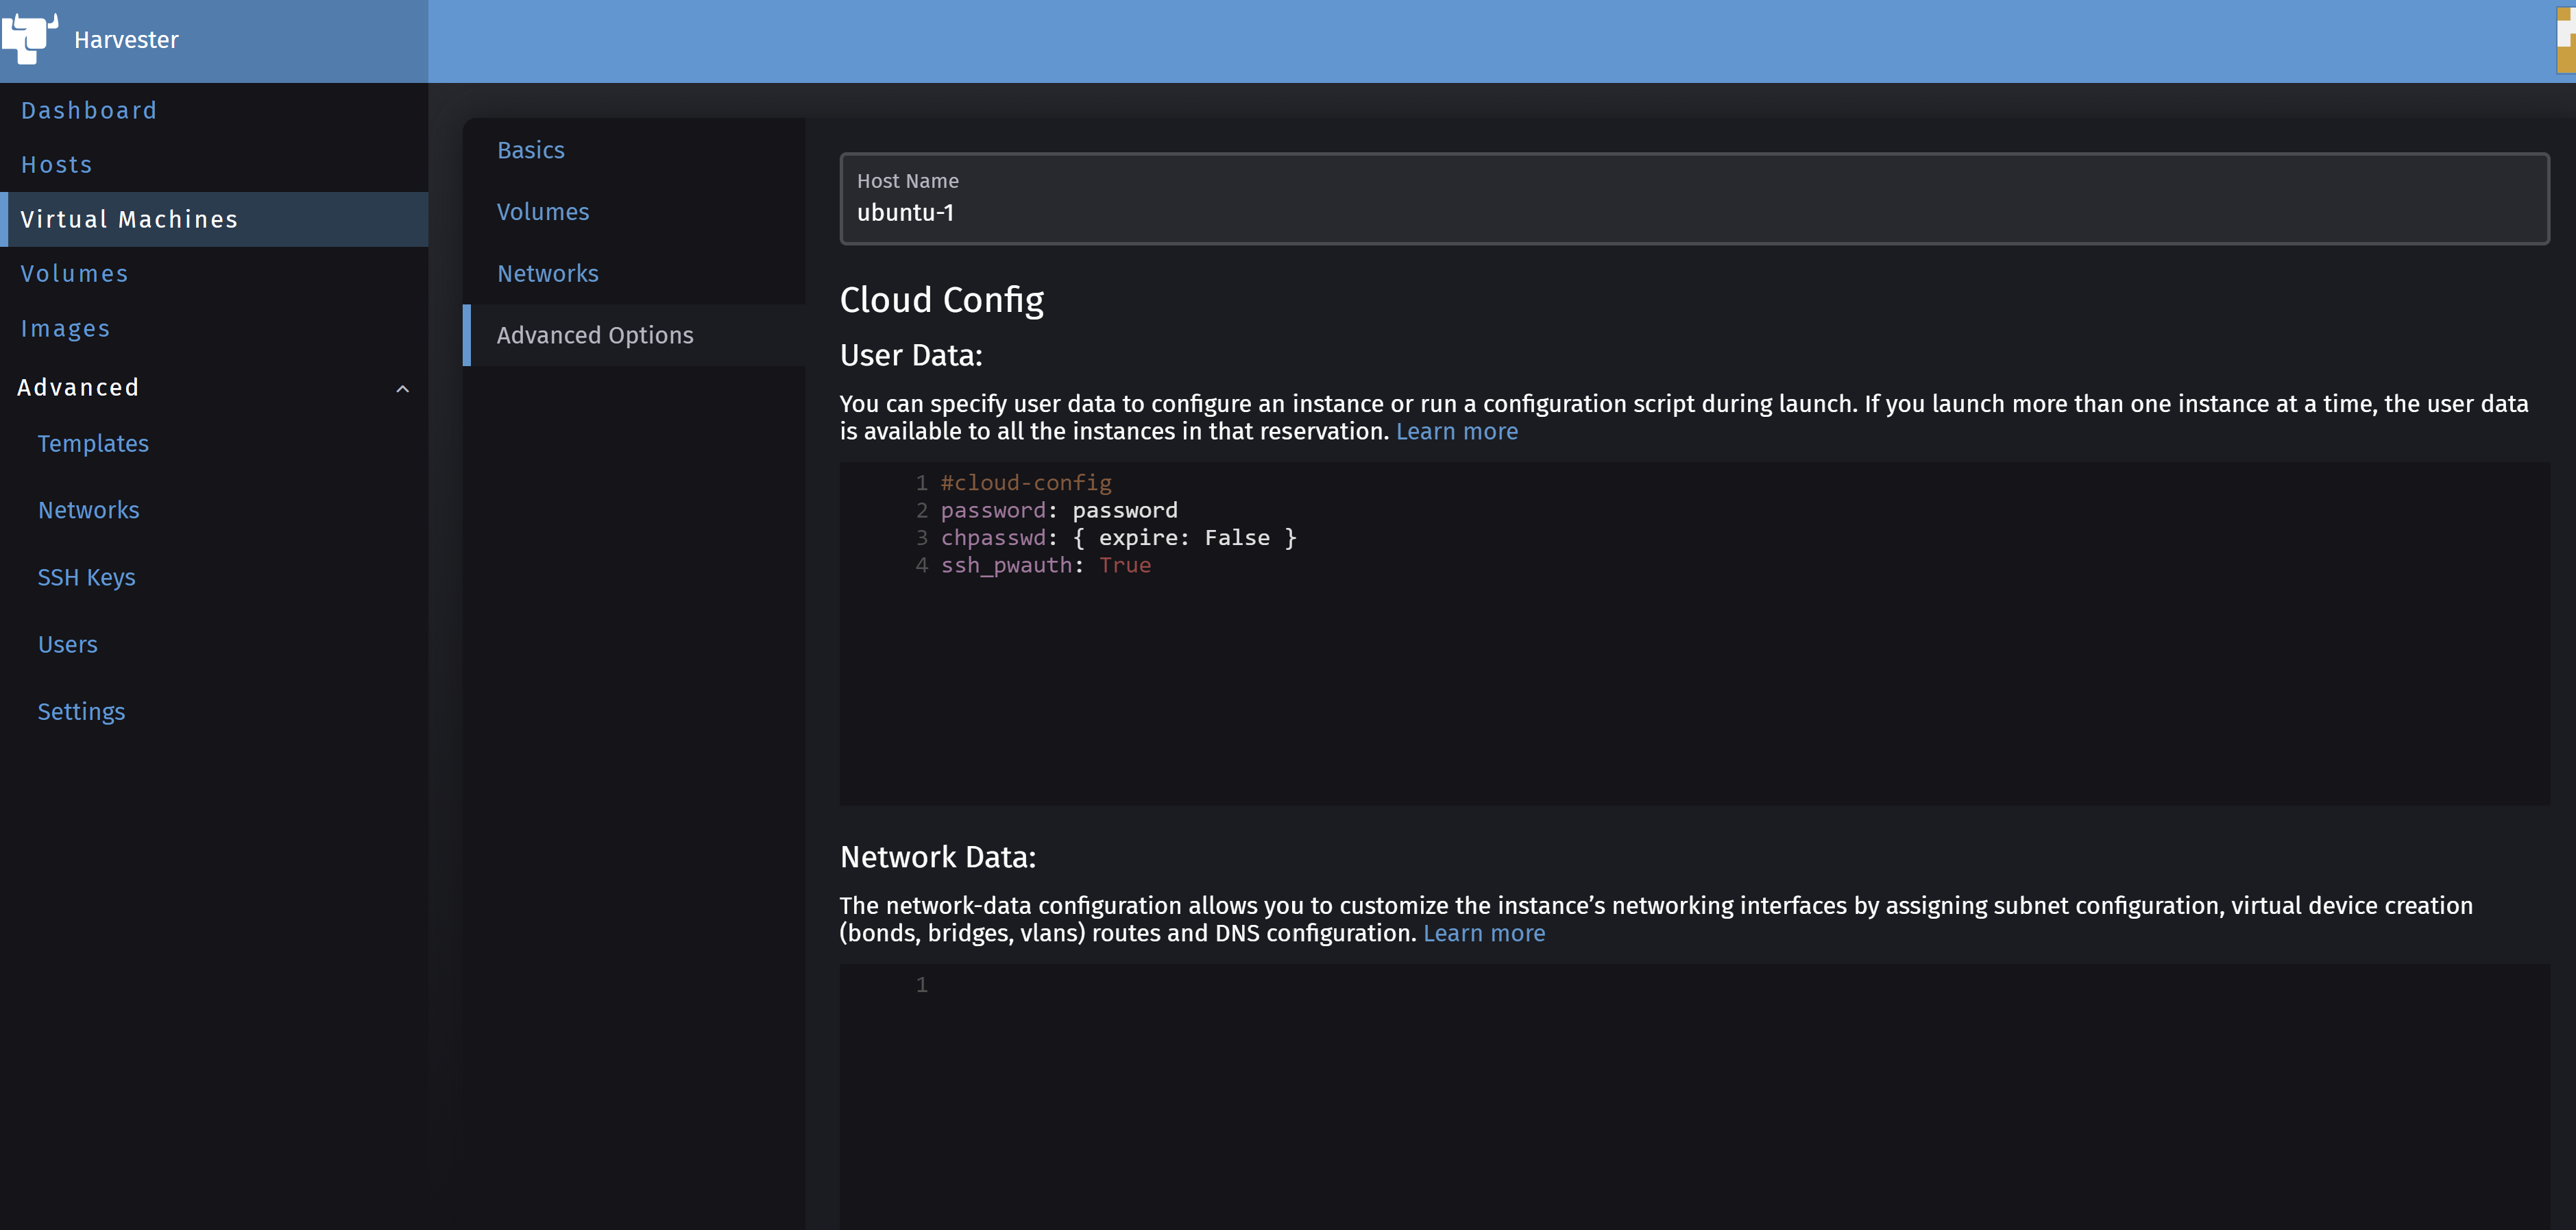 Harvester
Dashboard
Hosts
Virtual Machines
Volumes
Images
Advanced
Templates
Networks
SSH Keys
Users
Settings
Basics
Volumes
Networks
Advanced Options
Host Name
ubuntu-1
Cloud Config
User Data:
You can specify user data to configure an instance or run a configuration script during launch. If you launch more than one instance at a time, the user data
is available to all the instances in that reservation. Learn more
1 #cloud-config
2 password: password
3 chpasswd: { expire: False }
4 ssh_pwauth: True
Network Data:
The network-data configuration allows you to customize the instance’s networking interfaces by assigning subnet configuration, virtual device creation
(bonds, bridges, vlans) routes and DNS configuration. Learn more
1